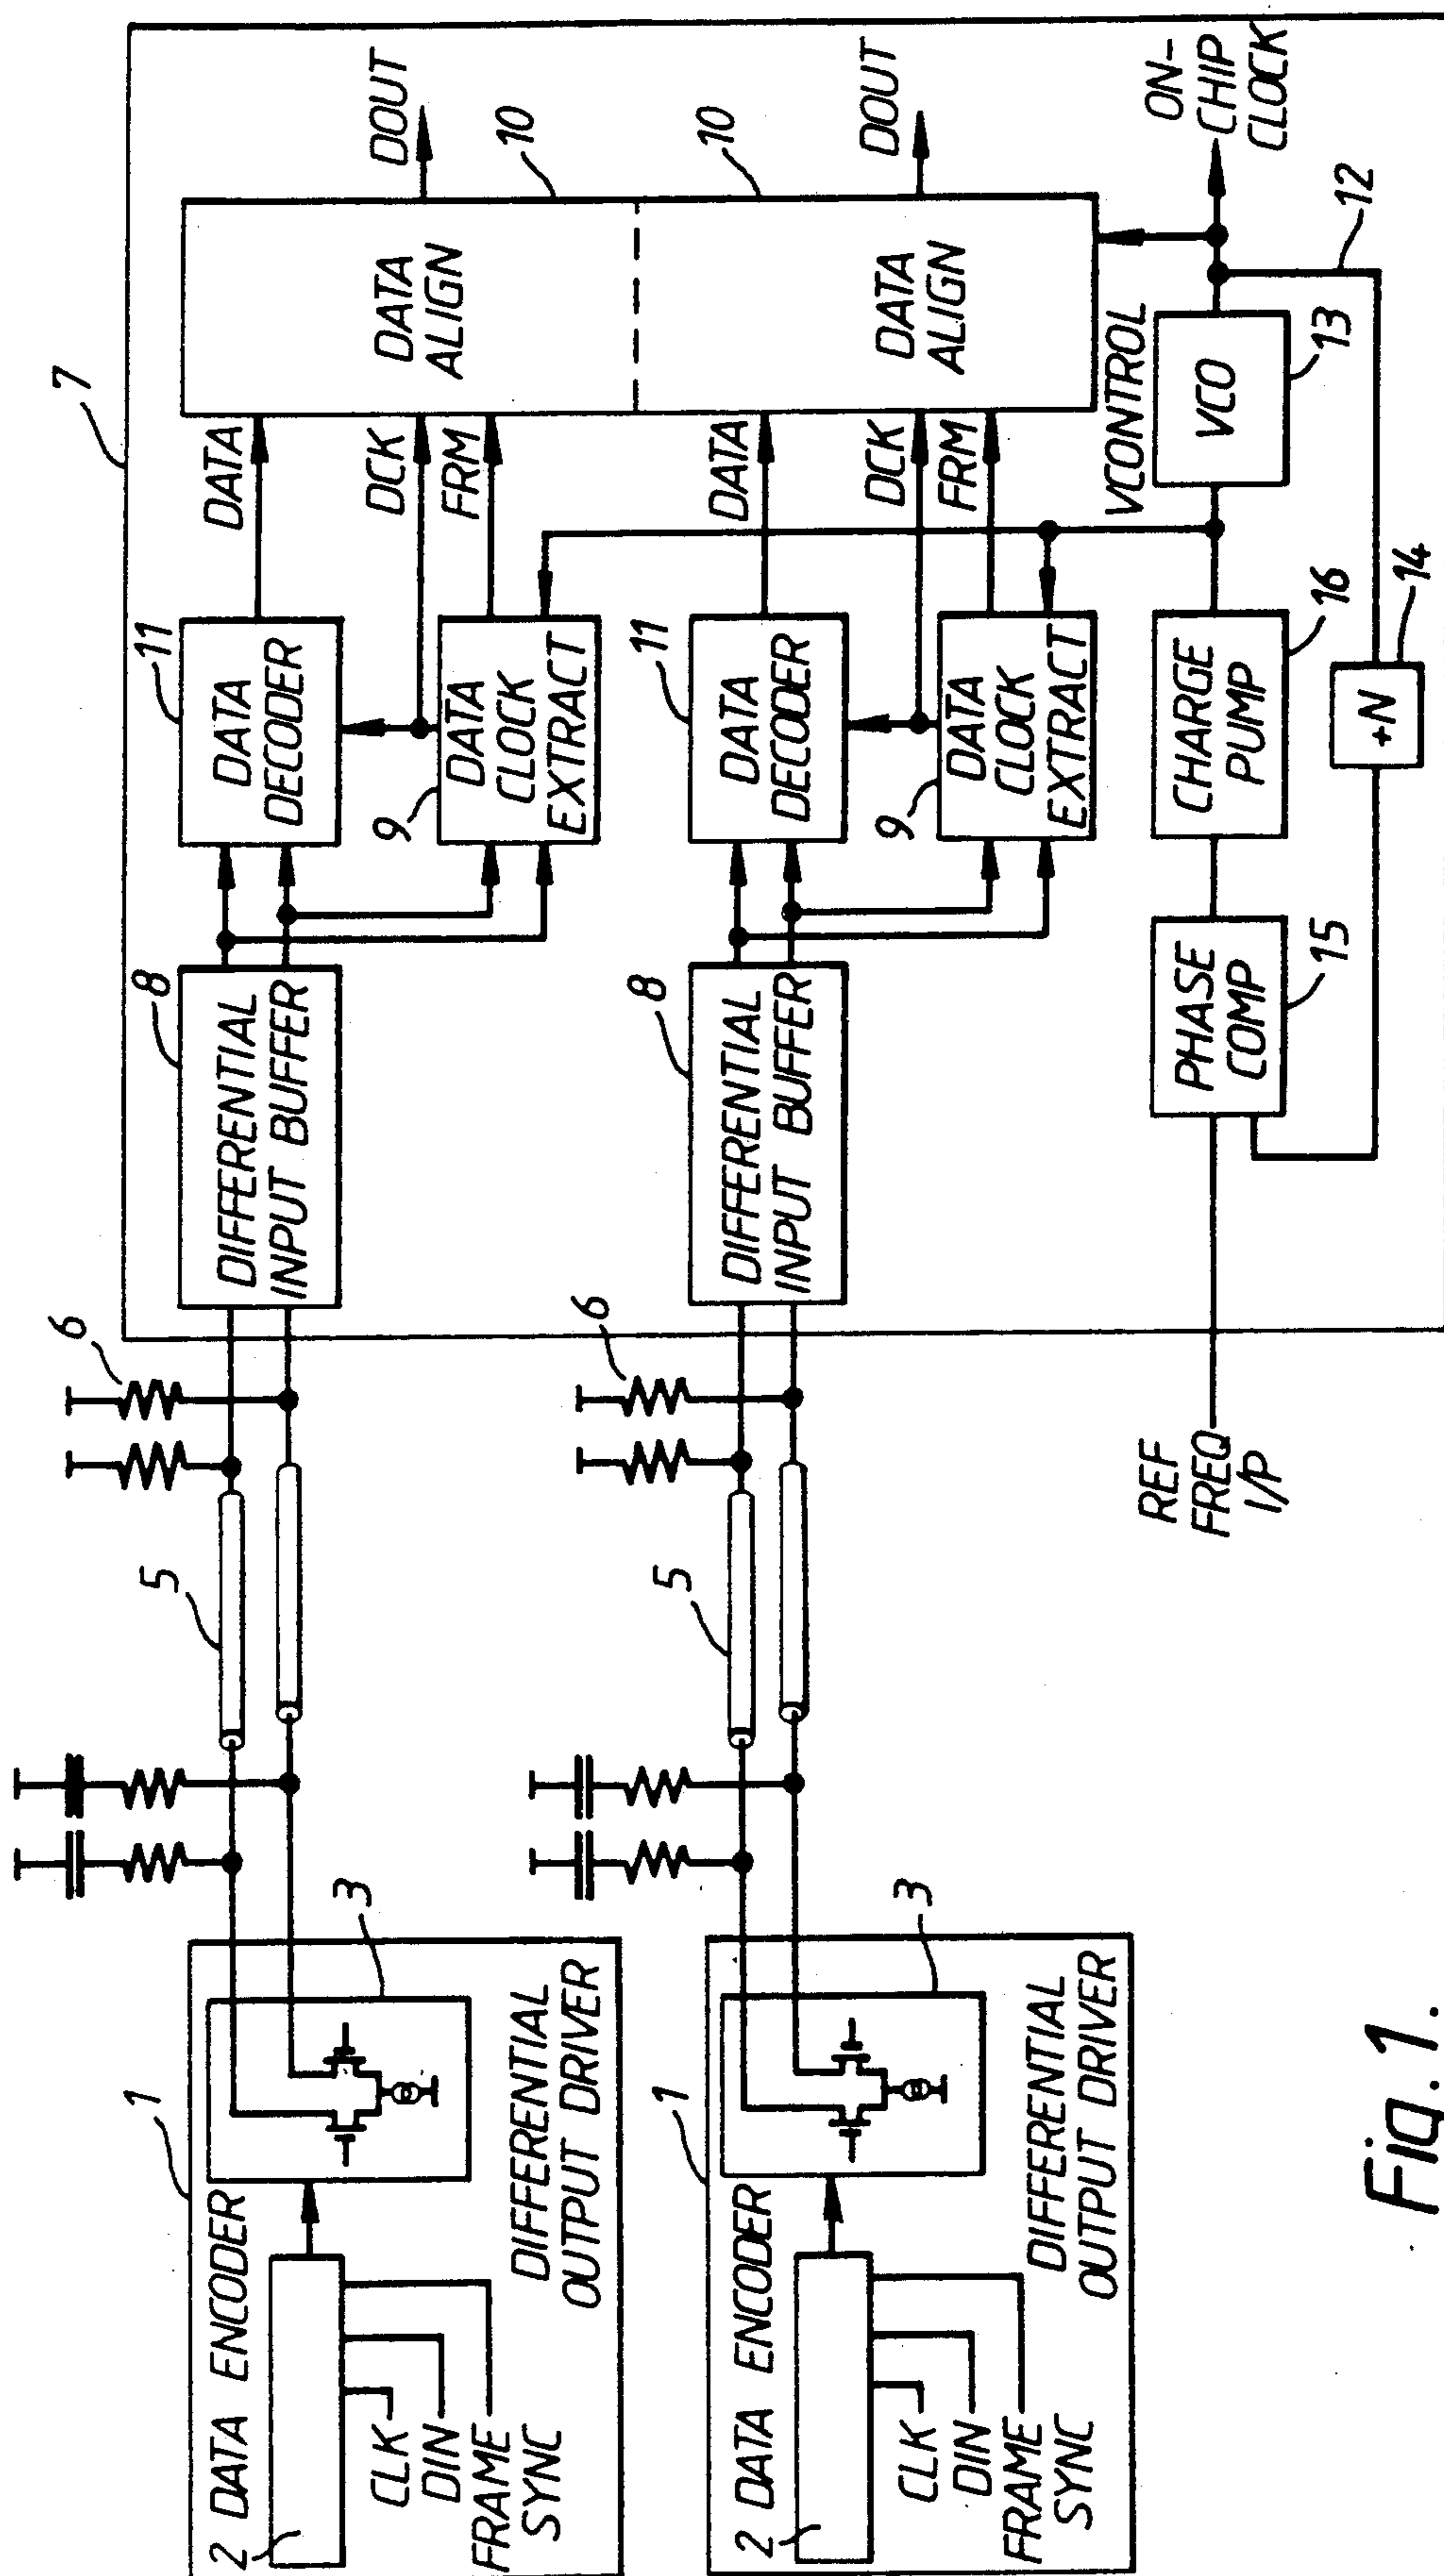 1
2 DATA ENCODER
CLK
DIN
FRAME
SYNC
3
DIFFERENTIAL
OUTPUT DRIVER
5
6
7
8
DIFFERENTIAL
INPUT BUFFER
11
DATA
DECODER
9
DATA
CLOCK
EXTRACT
DATA
DCK
FRM
DATA
ALIGN
10
DOUT
1
2 DATA ENCODER
CLK
DIN
FRAME
SYNC
3
DIFFERENTIAL
OUTPUT DRIVER
5
6
8
DIFFERENTIAL
INPUT BUFFER
11
DATA
DECODER
9
DATA
CLOCK
EXTRACT
DATA
DCK
FRM
DATA
ALIGN
10
DOUT
REF
FREQ
I/P
PHASE
COMP
15
CHARGE
PUMP
16
VCONTROL
VCO
13
12
+N
14
ON-
CHIP
CLOCK
Fig. 1.